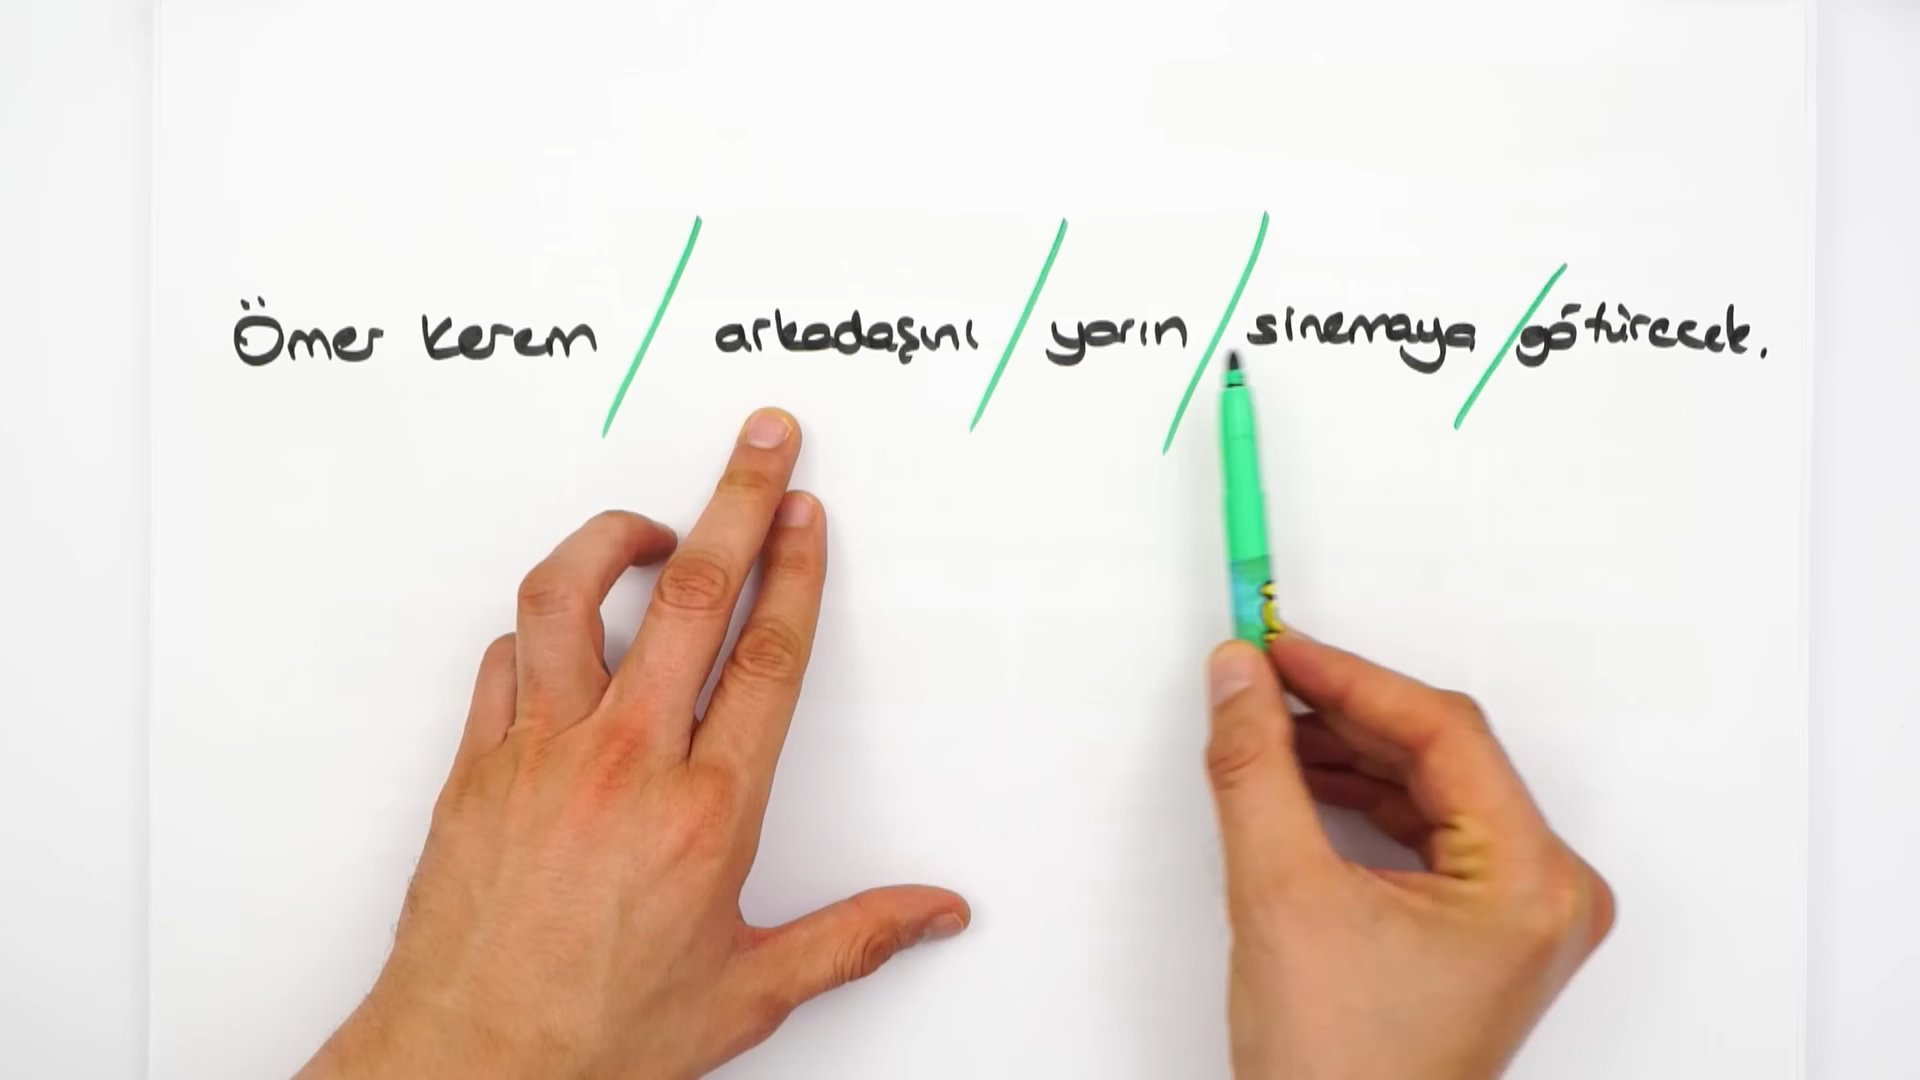 Ömer Kerem / arkadaşını / yarın / sinemaya / götürecek.